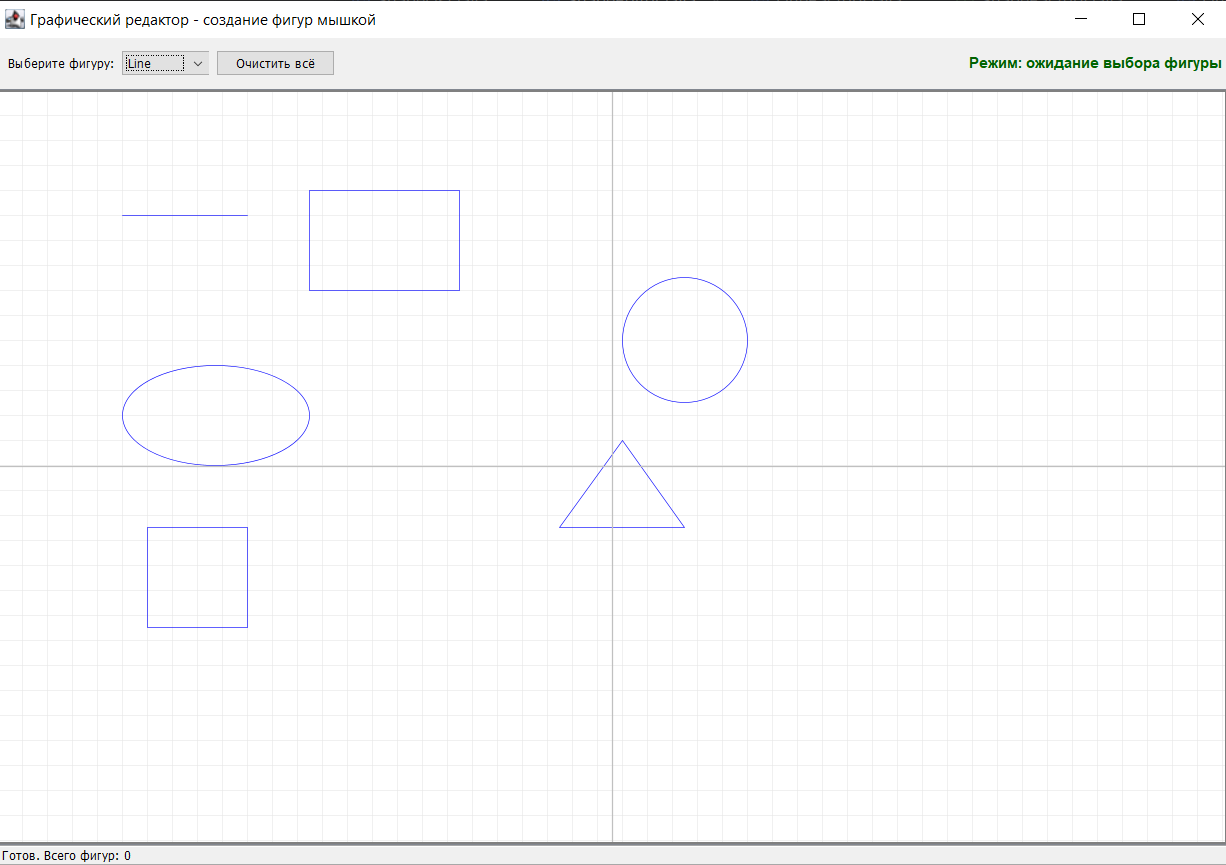 Графический редактор - создание фигур мышкой
Выберите фигуру: Line Очистить всё Режим: ожидание выбора фигуры
Готов. Всего фигур: 0